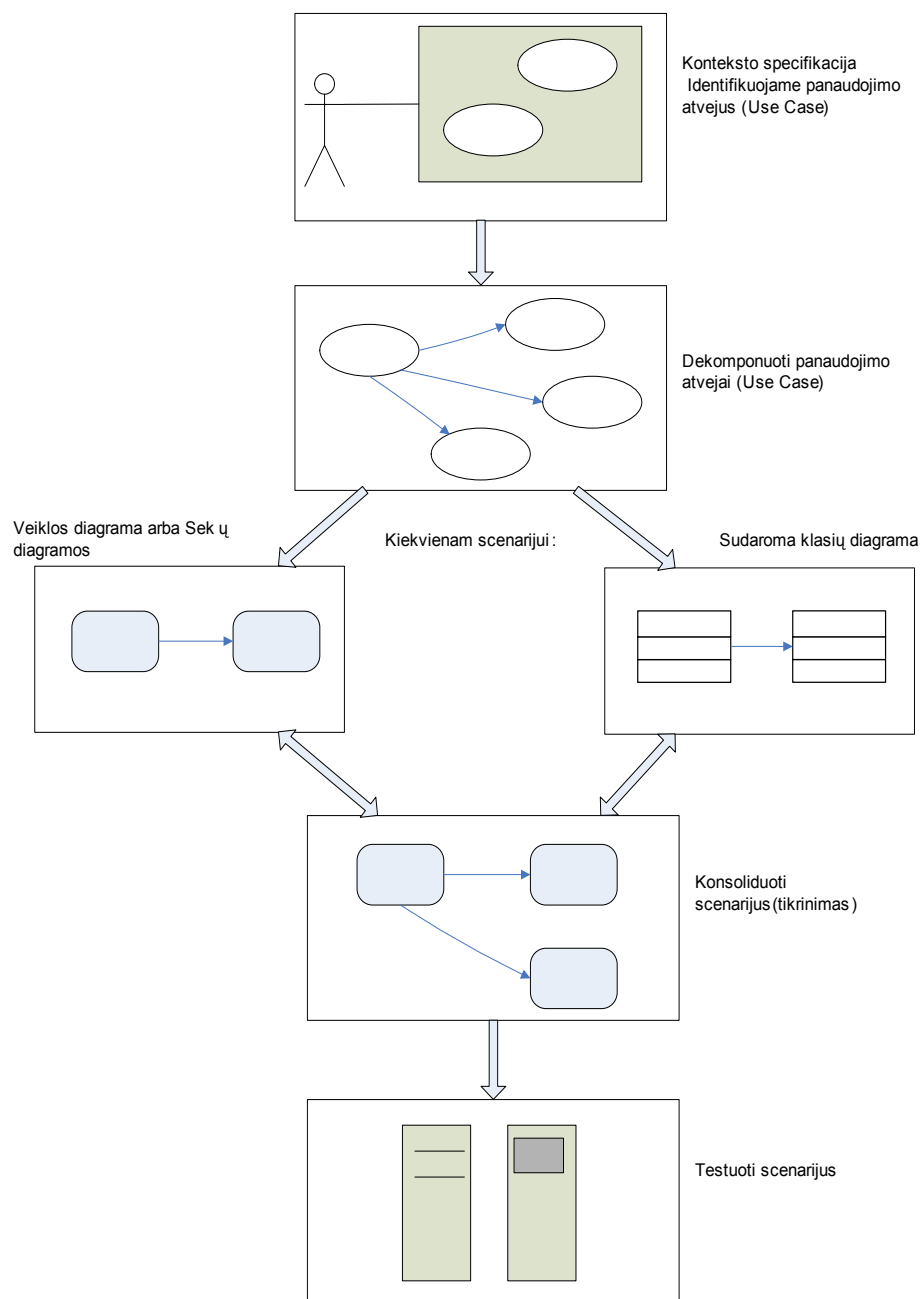 Konteksto specifikacija
Identifikuojame panaudojimo
atvejus (Use Case)
Dekomponuoti panaudojimo
atvejai (Use Case)
Veiklos diagrama arba Sek ų
diagramos
Kiekvienam scenarijui :
Sudaroma klasių diagrama
Konsoliduoti
scenarijus(tikrinimas )
Testuoti scenarijus